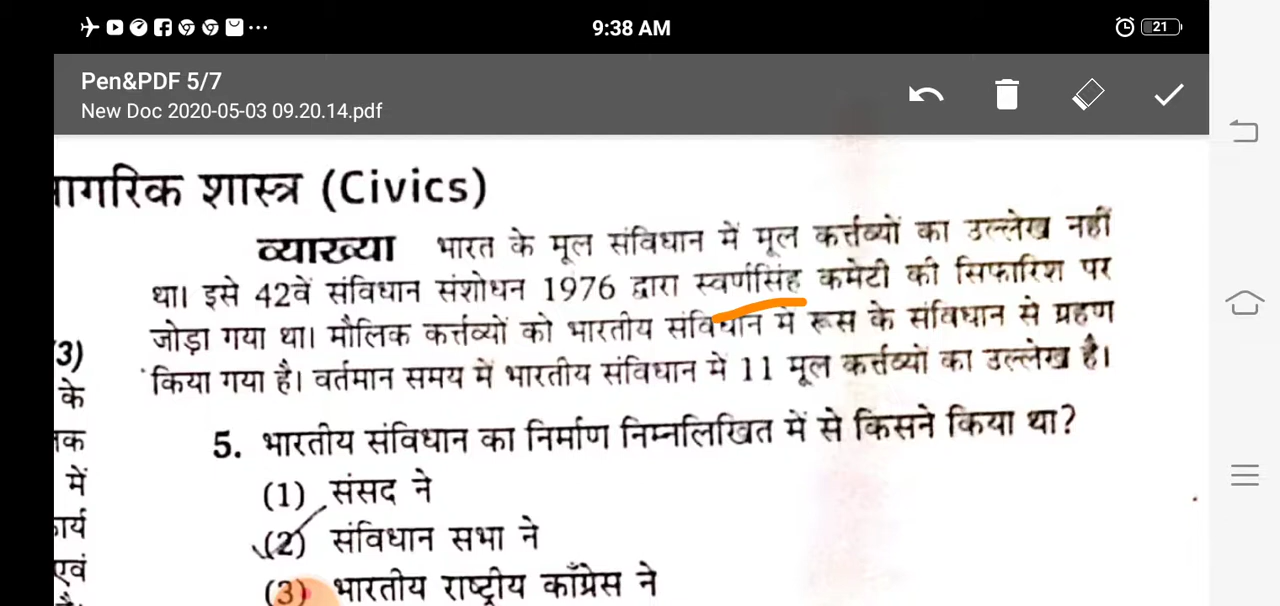 9:38 AM
21
Pen&PDF 5/7
New Doc 2020-05-03 09.20.14.pdf
नागरिक शास्त्र (Civics)
व्याख्या भारत के मूल संविधान में मूल कर्त्तव्यों का उल्लेख नहीं
था। इसे 42वें संविधान संशोधन 1976 द्वारा स्वर्णसिंह कमेटी की सिफारिश पर
जोड़ा गया था। मौलिक कर्त्तव्यों को भारतीय संविधान में रूस के संविधान से ग्रहण
किया गया है। वर्तमान समय में भारतीय संविधान में 11 मूल कर्त्तव्यों का उल्लेख है।
3)
के
में
एवं
5. भारतीय संविधान का निर्माण निम्नलिखित में से किसने किया था?
(1) संसद ने
(2) संविधान सभा ने
(3) भारतीय राष्ट्रीय काँग्रेस ने